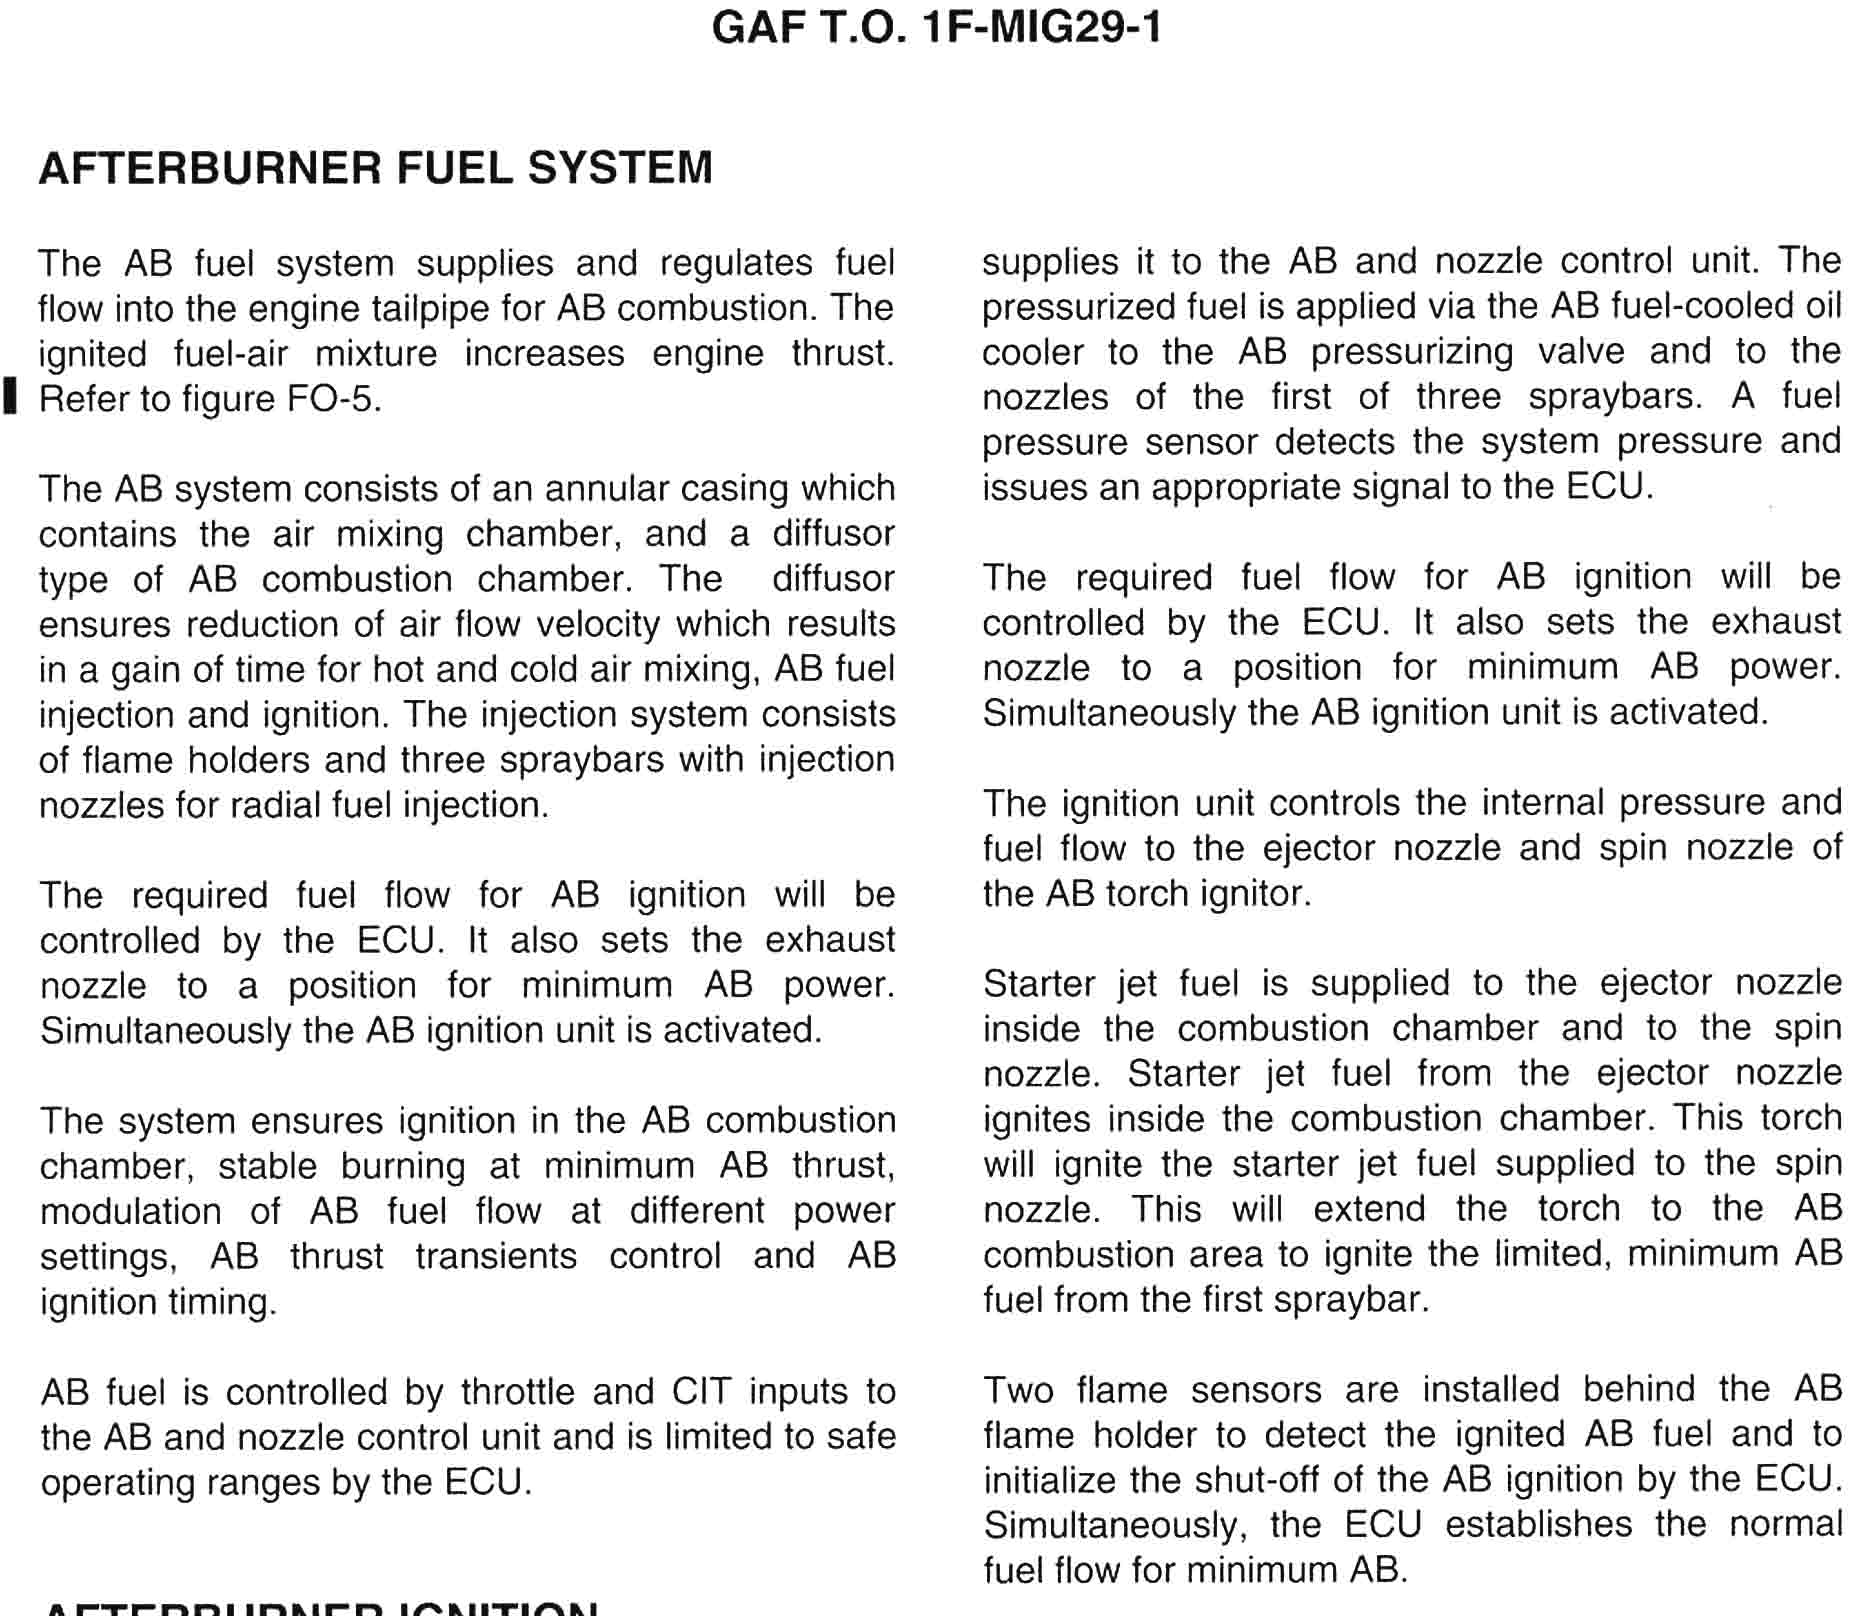 GAF T.O. 1F-MIG29-1
AFTERBURNER FUEL SYSTEM
The AB fuel system supplies and regulates fuel
flow into the engine tailpipe for AB combustion. The
ignited fuel-air mixture increases engine thrust.
Refer to figure FO-5.
The AB system consists of an annular casing which
contains the air mixing chamber, and a diffusor
type of AB combustion chamber. The diffusor
ensures reduction of air flow velocity which results
in a gain of time for hot and cold air mixing, AB fuel
injection and ignition. The injection system consists
of flame holders and three spraybars with injection
nozzles for radial fuel injection.
The required fuel flow for AB ignition will be
controlled by the ECU. It also sets the exhaust
nozzle to a position for minimum AB power.
Simultaneously the AB ignition unit is activated.
The system ensures ignition in the AB combustion
chamber, stable burning at minimum AB thrust,
modulation of AB fuel flow at different power
settings, AB thrust transients control and AB
ignition timing.
AB fuel is controlled by throttle and CIT inputs to
the AB and nozzle control unit and is limited to safe
operating ranges by the ECU.
AFTERBURNER IGNITION
supplies it to the AB and nozzle control unit. The
pressurized fuel is applied via the AB fuel-cooled oil
cooler to the AB pressurizing valve and to the
nozzles of the first of three spraybars. A fuel
pressure sensor detects the system pressure and
issues an appropriate signal to the ECU.
The required fuel flow for AB ignition will be
controlled by the ECU. It also sets the exhaust
nozzle to a position for minimum AB power.
Simultaneously the AB ignition unit is activated.
The ignition unit controls the internal pressure and
fuel flow to the ejector nozzle and spin nozzle of
the AB torch ignitor.
Starter jet fuel is supplied to the ejector nozzle
inside the combustion chamber and to the spin
nozzle. Starter jet fuel from the ejector nozzle
ignites inside the combustion chamber. This torch
will ignite the starter jet fuel supplied to the spin
nozzle. This will extend the torch to the AB
combustion area to ignite the limited, minimum AB
fuel from the first spraybar.
Two flame sensors are installed behind the AB
flame holder to detect the ignited AB fuel and to
initialize the shut-off of the AB ignition by the ECU.
Simultaneously, the ECU establishes the normal
fuel flow for minimum AB.